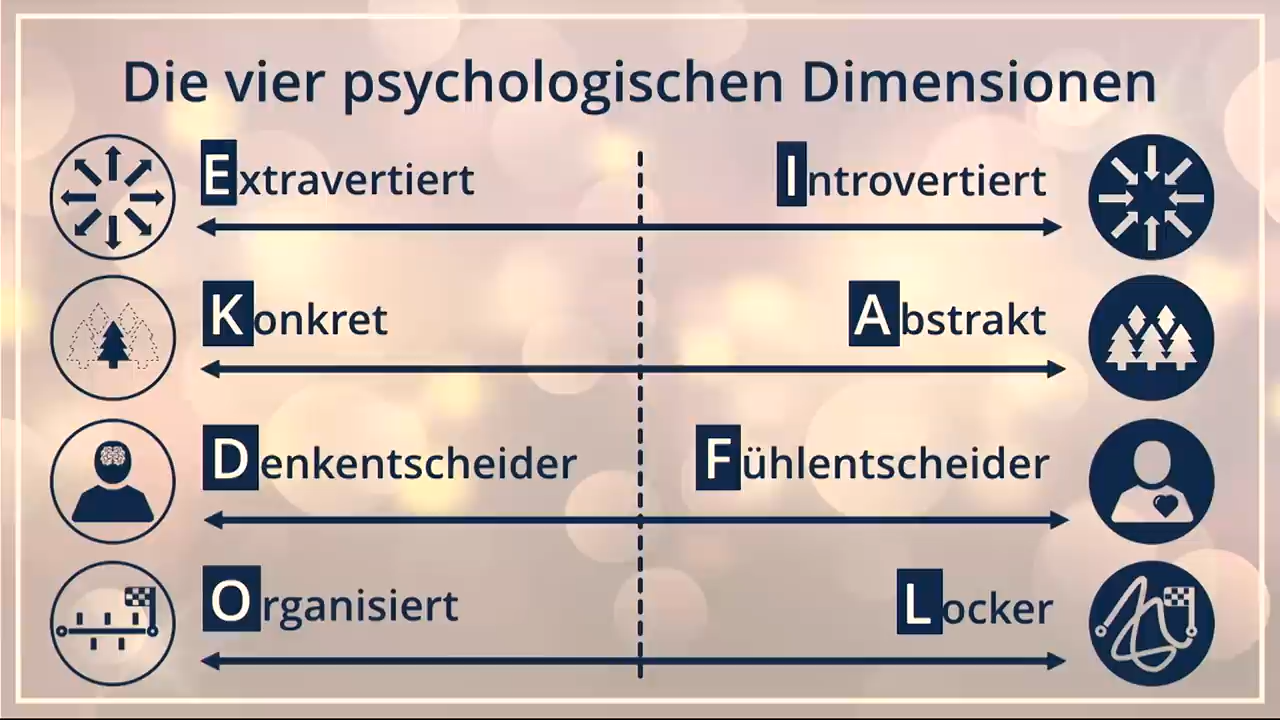 Die vier psychologischen Dimensionen
Extravertiert Introvertiert
Konkret Abstrakt
Denkentscheider Fühlentscheider
Organisiert Locker